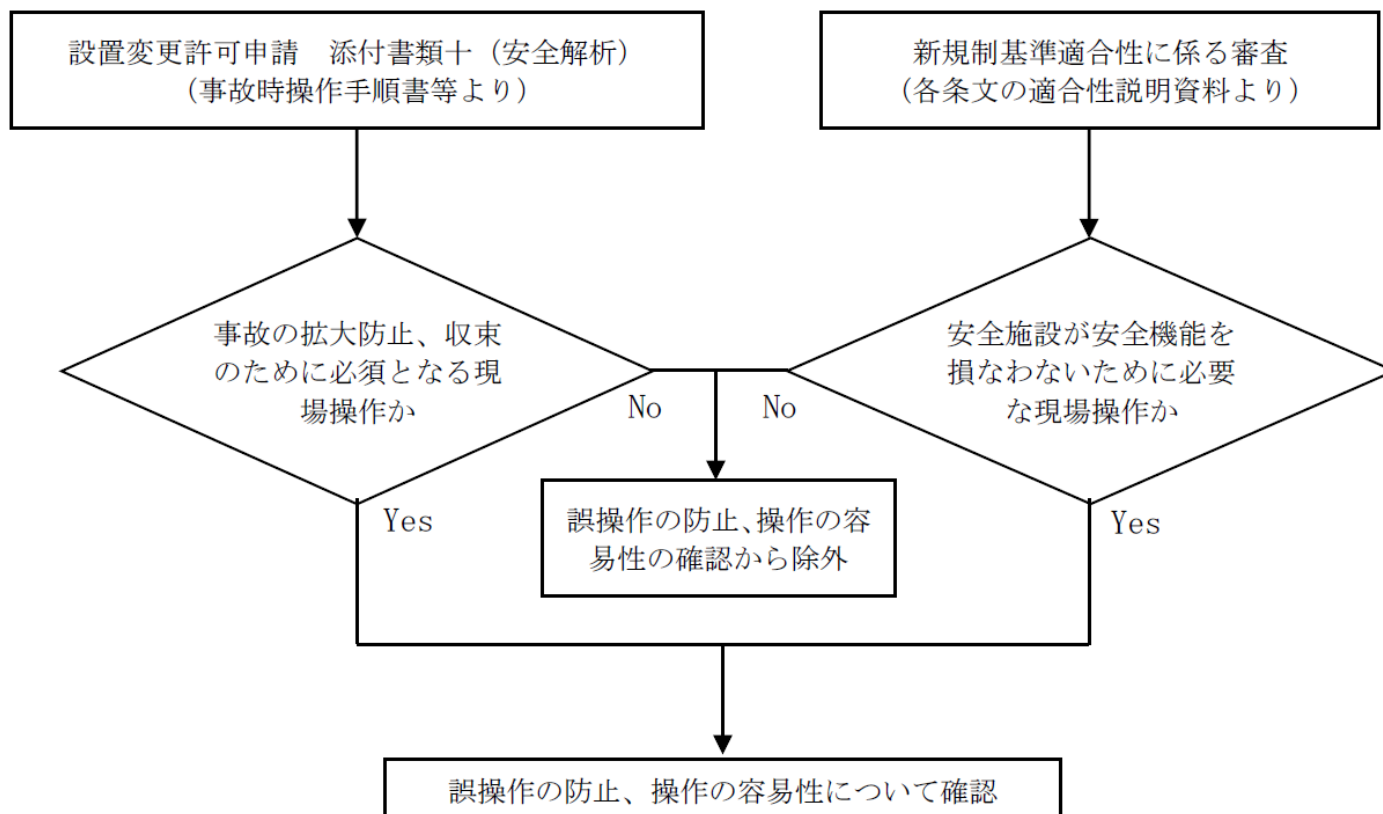 設置変更許可申請　添付書類十（安全解析）
（事故時操作手順書等より）
新規制基準適合性に係る審査
（各条文の適合性説明資料より）
事故の拡大防止、収束
のために必須となる現
場操作か
安全施設が安全機能を
損なわないために必要
な現場操作か
No
No
Yes
誤操作の防止、操作の容
易性の確認から除外
Yes
誤操作の防止、操作の容易性について確認